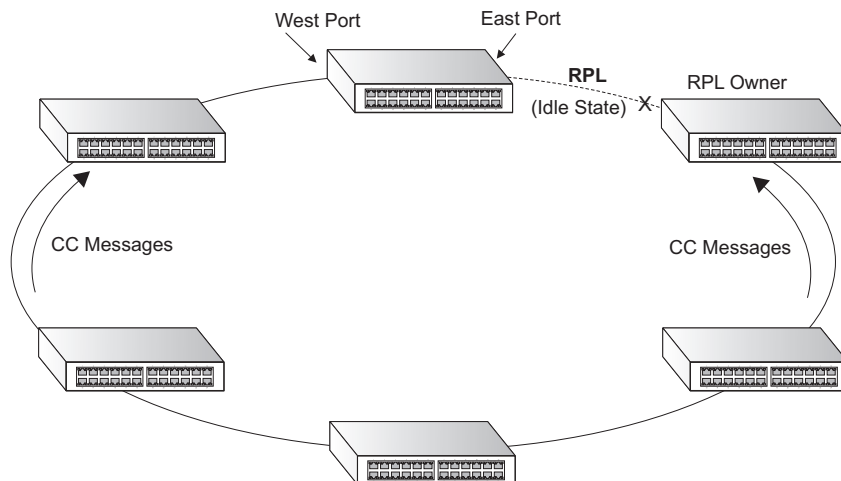 West Port
East Port
RPL
(Idle State)
X
RPL Owner
CC Messages
CC Messages